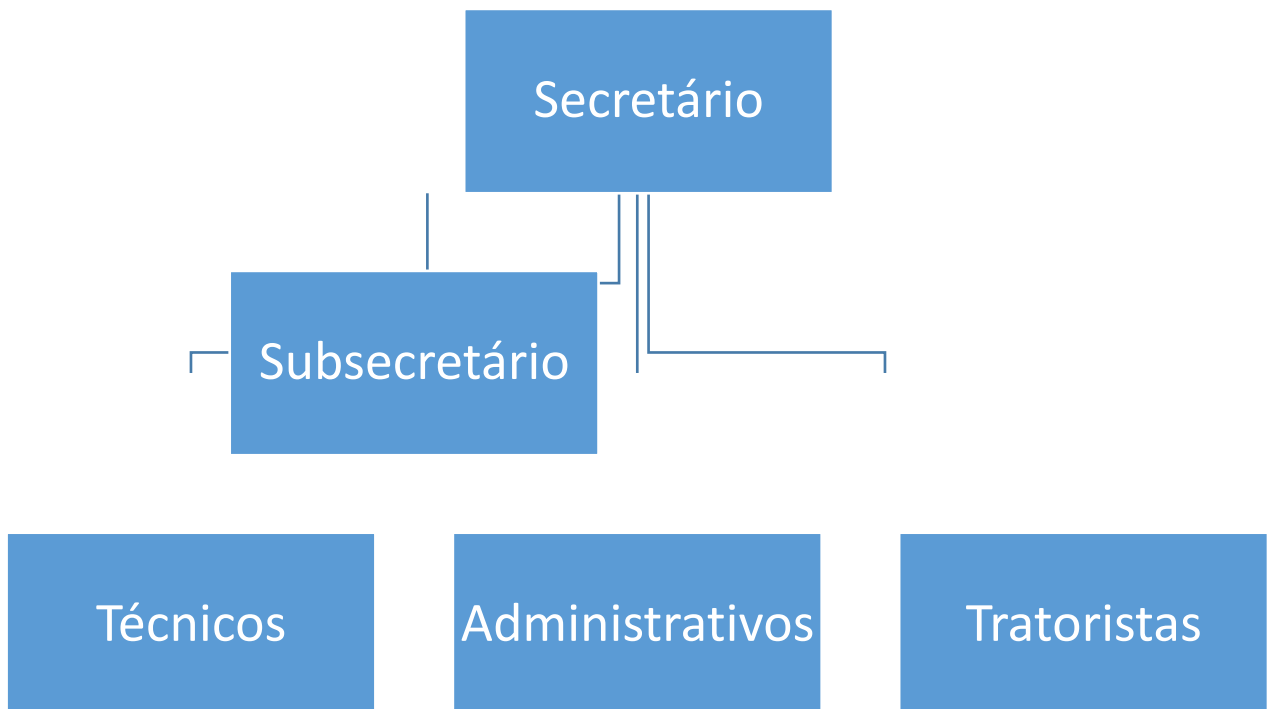 Secretário
Subsecretário
Técnicos
Administrativos
Tratoristas